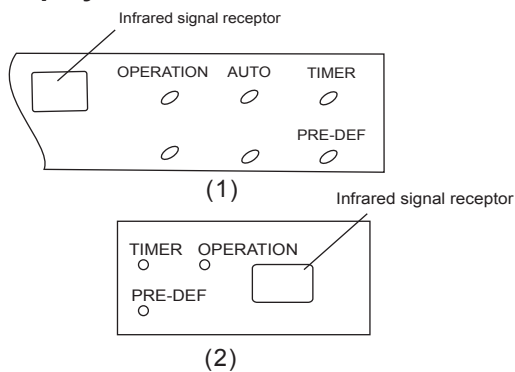 Infrared signal receptor
OPERATION AUTO TIMER
PRE-DEF
(1)
Infrared signal receptor
TIMER OPERATION
PRE-DEF
(2)